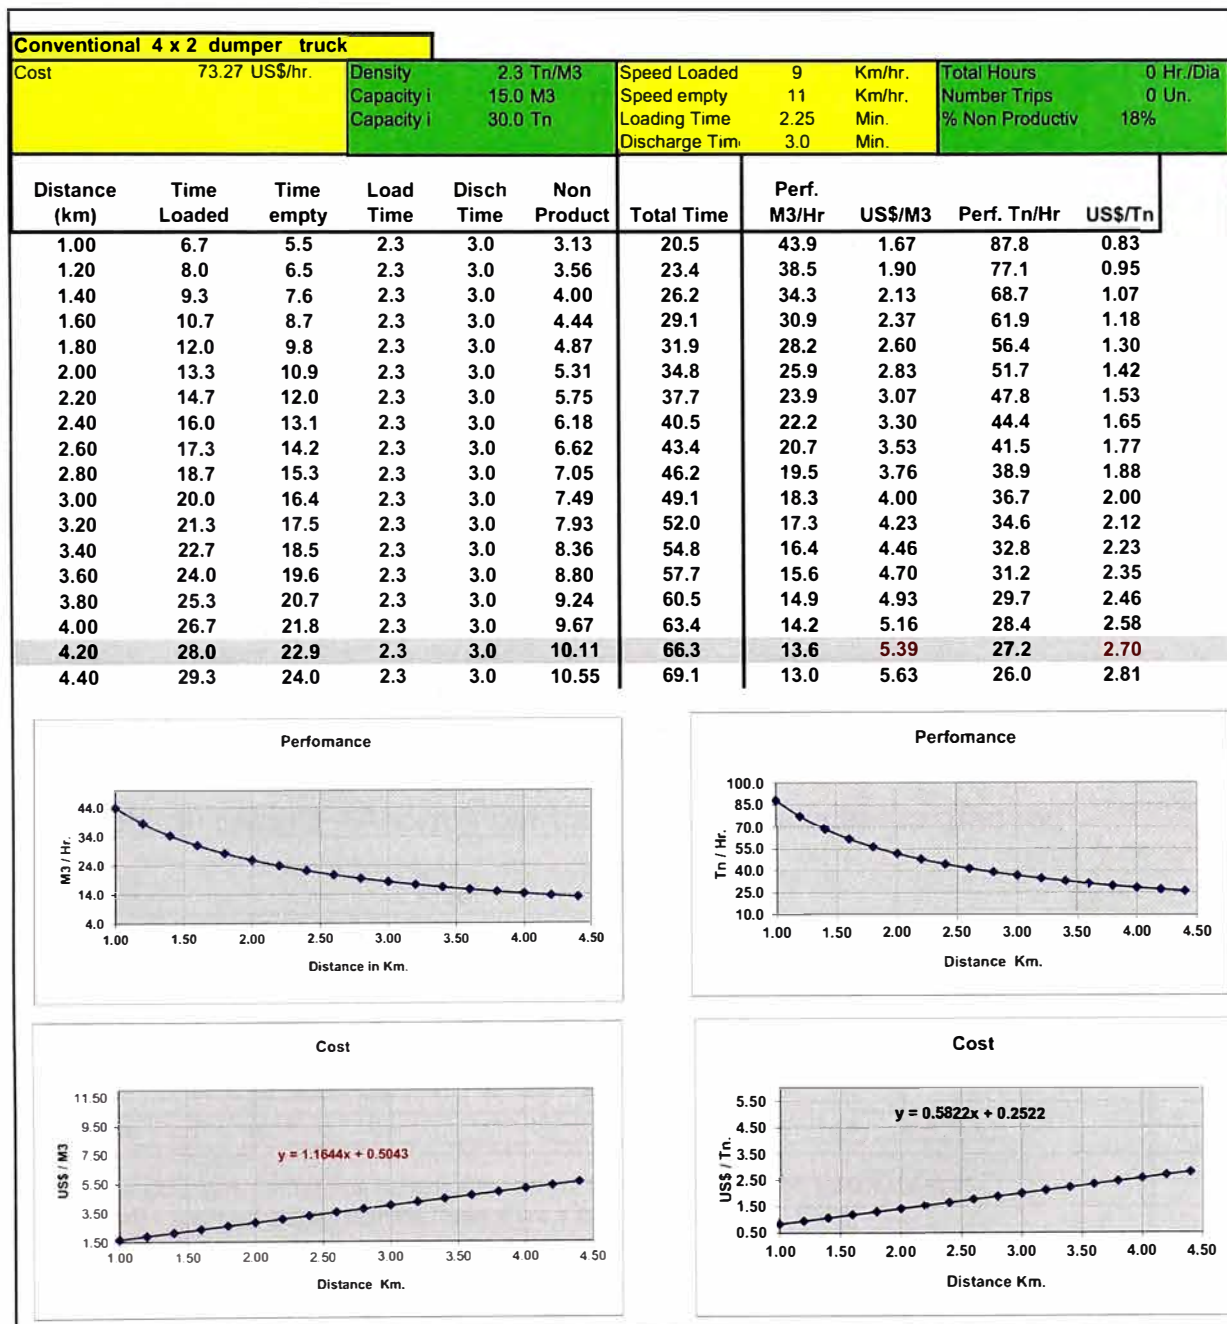 Conventional 4 x 2 dumper truck
Cost 73.27 US$/hr. Density 2.3 Tn/M3 Speed Loaded 9 Km/hr. Total Hours 0 Hr./Dia
Capacity i 15.0 M3 Speed empty 11 Km/hr. Number Trips 0 Un.
Capacity i 30.0 Tn Loading Time 2.25 Min. % Non Productiv 18%
Discharge Tim 3.0 Min.
Distance Time Time Load Disch Non Perf.
(km) Loaded empty Time Time Product Total Time M3/Hr US$/M3 Perf. Tn/Hr US$/Tn
1.00 6.7 5.5 2.3 3.0 3.13 20.5 43.9 1.67 87.8 0.83
1.20 8.0 6.5 2.3 3.0 3.56 23.4 38.5 1.90 77.1 0.95
1.40 9.3 7.6 2.3 3.0 4.00 26.2 34.3 2.13 68.7 1.07
1.60 10.7 8.7 2.3 3.0 4.44 29.1 30.9 2.37 61.9 1.18
1.80 12.0 9.8 2.3 3.0 4.87 31.9 28.2 2.60 56.4 1.30
2.00 13.3 10.9 2.3 3.0 5.31 34.8 25.9 2.83 51.7 1.42
2.20 14.7 12.0 2.3 3.0 5.75 37.7 23.9 3.07 47.8 1.53
2.40 16.0 13.1 2.3 3.0 6.18 40.5 22.2 3.30 44.4 1.65
2.60 17.3 14.2 2.3 3.0 6.62 43.4 20.7 3.53 41.5 1.77
2.80 18.7 15.3 2.3 3.0 7.05 46.2 19.5 3.76 38.9 1.88
3.00 20.0 16.4 2.3 3.0 7.49 49.1 18.3 4.00 36.7 2.00
3.20 21.3 17.5 2.3 3.0 7.93 52.0 17.3 4.23 34.6 2.12
3.40 22.7 18.5 2.3 3.0 8.36 54.8 16.4 4.46 32.8 2.23
3.60 24.0 19.6 2.3 3.0 8.80 57.7 15.6 4.70 31.2 2.35
3.80 25.3 20.7 2.3 3.0 9.24 60.5 14.9 4.93 29.7 2.46
4.00 26.7 21.8 2.3 3.0 9.67 63.4 14.2 5.16 28.4 2.58
4.20 28.0 22.9 2.3 3.0 10.11 66.3 13.6 5.39 27.2 2.70
4.40 29.3 24.0 2.3 3.0 10.55 69.1 13.0 5.63 26.0 2.81
Perfomance
M3 / Hr.
44.0
34.0
24.0
14.0
4.0
1.00 1.50 2.00 2.50 3.00 3.50 4.00 4.50
Distance in Km.
Perfomance
Tn / Hr.
100.0
85.0
70.0
55.0
40.0
25.0
10.0
1.00 1.50 2.00 2.50 3.00 3.50 4.00 4.50
Distance Km.
Cost
US$ / M3
11.50
9.50
7.50
5.50
3.50
1.50
y = 1.1644x + 0.5043
1.00 1.50 2.00 2.50 3.00 3.50 4.00 4.50
Distance Km.
Cost
US$ / Tn.
5.50
4.50
3.50
2.50
1.50
0.50
y = 0.5822x + 0.2522
1.00 1.50 2.00 2.50 3.00 3.50 4.00 4.50
Distance Km.